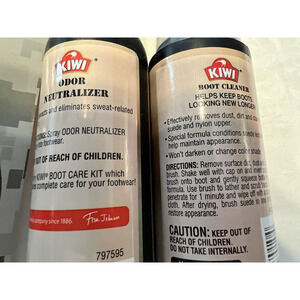 KIWI
ODOR
NEUTRALIZER
and eliminates sweat-related
Spray ODOR NEUTRALIZER
footwear.
OF REACH OF CHILDREN.
KIWI® BOOT CARE KIT which
complete care for your footwear!
company since 1886.
797595
KIWI
BOOT CLEANER
HELPS KEEP BOOTS
LOOKING NEW LONGER
• Effectively removes dust, dirt and
suede and nylon upper.
• Special formula conditions suede
help maintain
• Won't darken or change color
DIRECTIONS: Remove surface dirt,
brush. Shake well with cap on and
onto boot and gently squeeze bottle
formula. Use brush to lather and scrub
penetrate for 1 minute and wipe off
cloth. After drying, brush suede
restore appearance.
CAUTION: KEEP OUT OF
REACH OF CHILDREN.
DO NOT TAKE INTERNALLY.